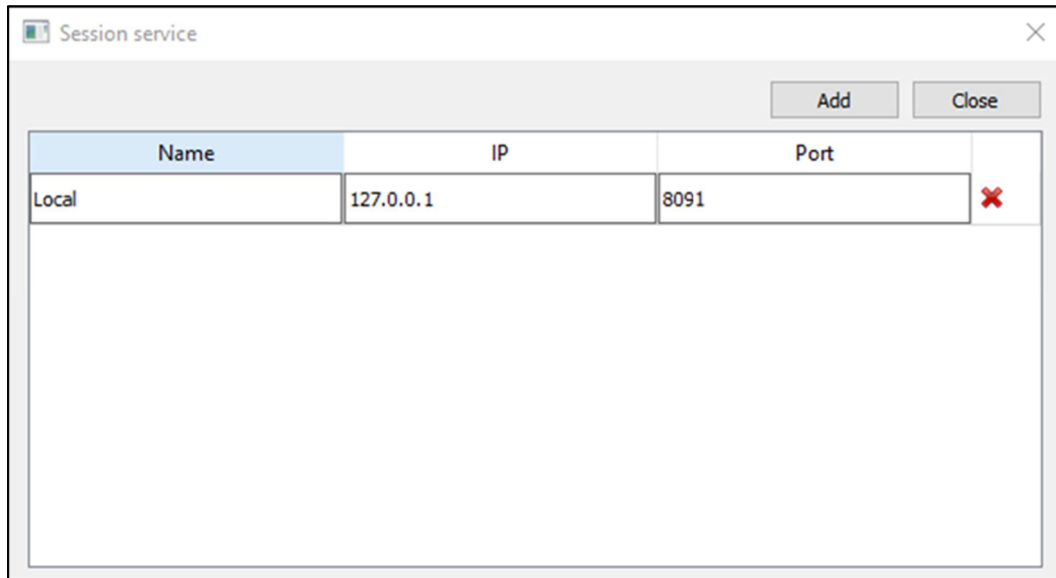 Session service
Add Close
Name IP Port
Local 127.0.0.1 8091